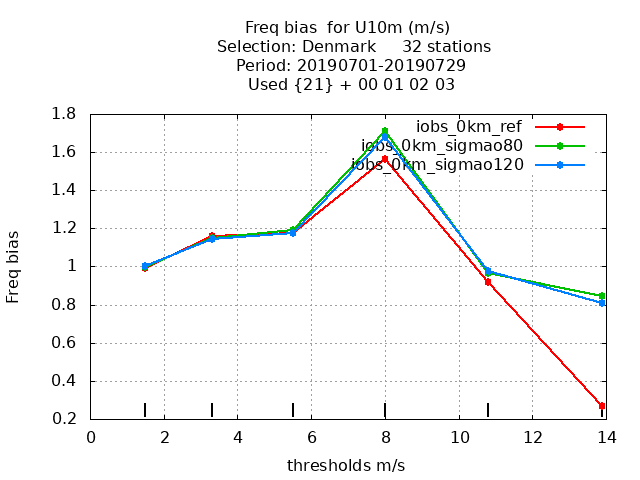 Freq bias  for U10m (m/s)
Selection: Denmark     32 stations
Period: 20190701-20190729
Used {21} + 00 01 02 03
iobs_0km_ref
iobs_0km_sigmao80
iobs_0km_sigmao120
Freq bias
1.8
1.6
1.4
1.2
1
0.8
0.6
0.4
0.2
0 2 4 6 8 10 12 14
thresholds m/s